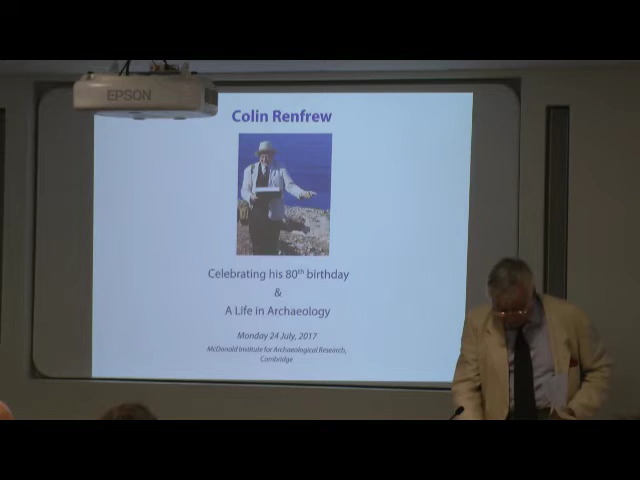 EPSON
Colin Renfrew
Celebrating his 80th birthday
&
A Life in Archaeology
Monday 24 July, 2017
McDonald Institute for Archaeological Research,
Cambridge